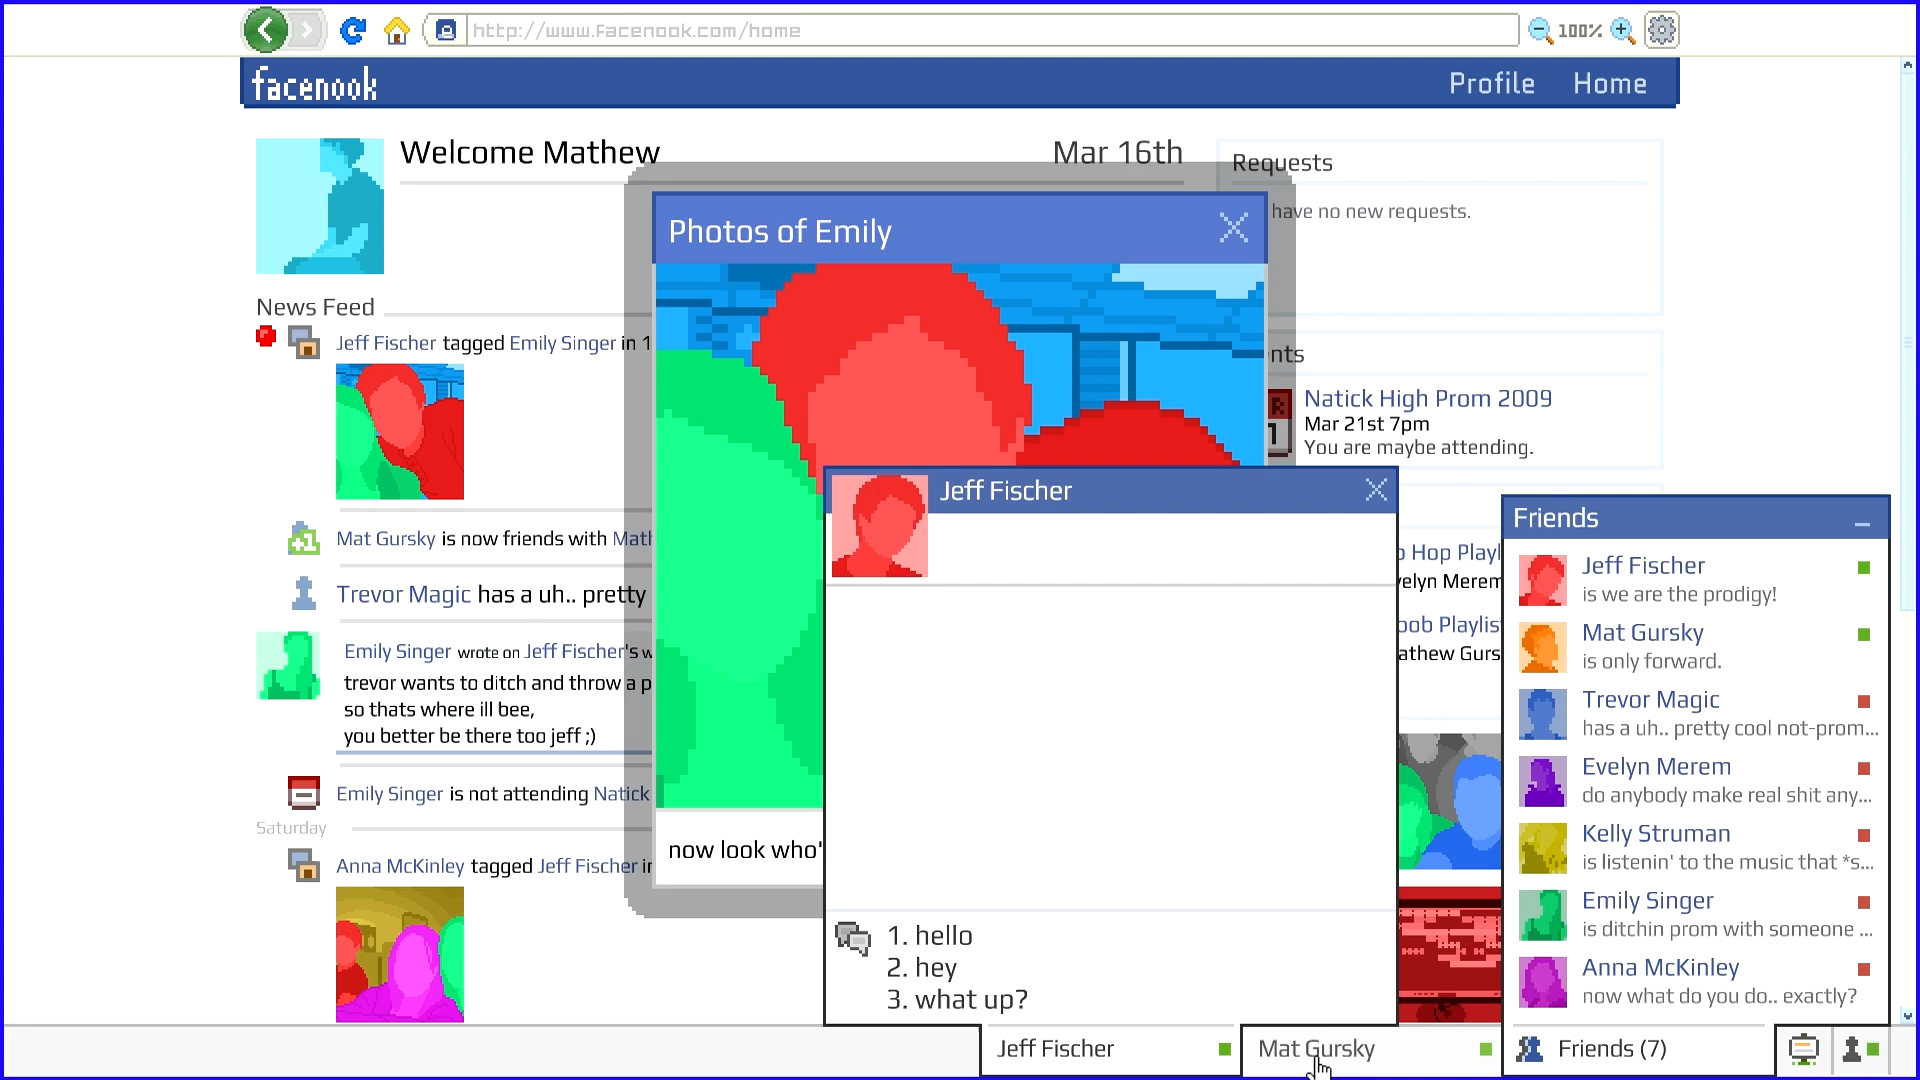 http://www.facenook.com/home
100%
facenook
Profile
Home
Welcome Mathew
Mar 16th
Requests
have no new requests.
Photos of Emily
News Feed
Jeff Fischer tagged Emily Singer in 1
Natick High Prom 2009
Mar 21st 7pm
You are maybe attending.
Jeff Fischer
Mat Gursky is now friends with Math
Trevor Magic has a uh.. pretty
Emily Singer wrote on Jeff Fischer's w
trevor wants to ditch and throw a p
so thats where ill bee,
you better be there too jeff ;)
Emily Singer is not attending Natick
Saturday
Anna McKinley tagged Jeff Fischer in
now look who'
1. hello
2. hey
3. what up?
Hop Playl
velyn Merem
oob Playlis
athew Gurs
Friends
Jeff Fischer
is we are the prodigy!
Mat Gursky
is only forward.
Trevor Magic
has a uh.. pretty cool not-prom...
Evelyn Merem
do anybody make real shit any...
Kelly Struman
is listenin' to the music that *s...
Emily Singer
is ditchin prom with someone ...
Anna McKinley
now what do you do.. exactly?
Jeff Fischer
Mat Gursky
Friends (7)